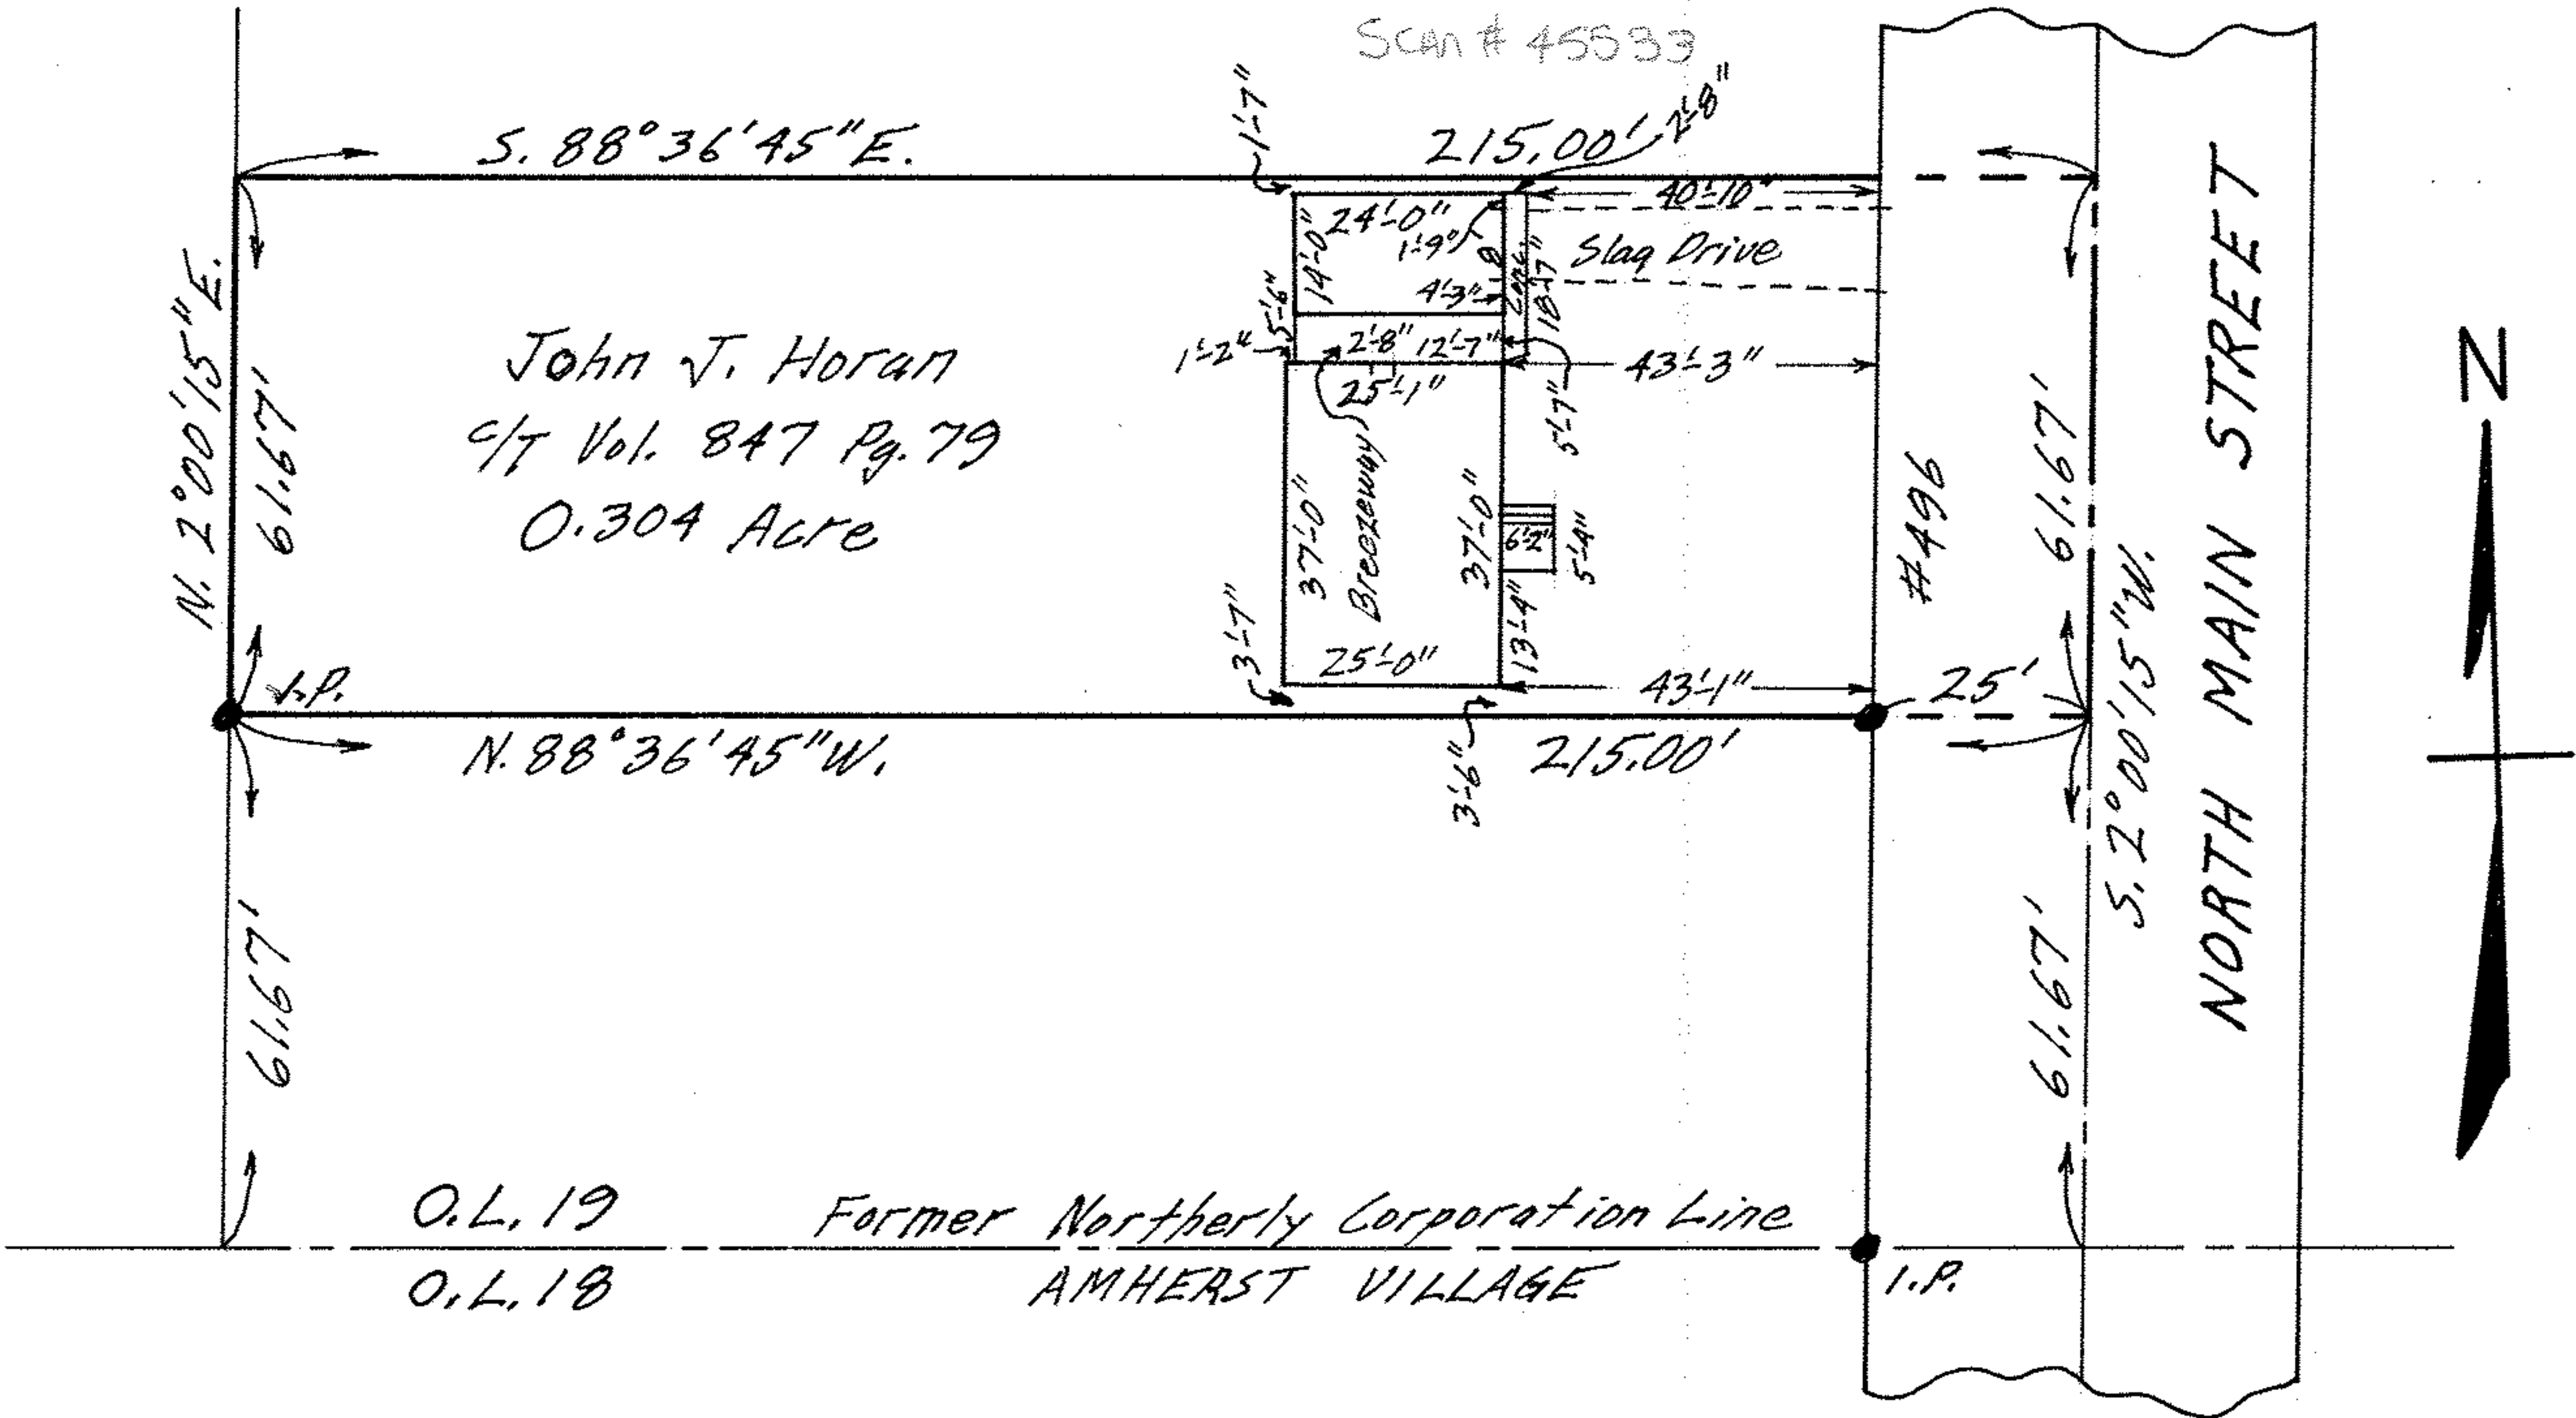 Scan # 45533
S. 88°36'45"E.
215.00'
1'-7"
2'-8"
40'-10"
24'-0"
1'-9"
14'-0"
Conc.
18'-7"
Slag Drive
4'-3"
5'-6"
1'-2"
2'-8"
12'-7"
43'-3"
25'-1"
5'-7"
N. 2°00'15"E.
61.67'
John J. Horan
c/T Vol. 847 Pg. 79
0.304 Acre
37'-0"
Breezeway
37'-0"
6'-2"
5'-4"
13'-4"
3'-7"
25'-0"
43'-1"
3'-6"
#496
61.67'
25'
S. 2°00'15"W.
NORTH MAIN STREET
N
I.P.
N. 88°36'45"W.
215.00'
61.67'
61.67'
O.L. 19
Former Northerly Corporation Line
O.L. 18
AMHERST VILLAGE
I.P.